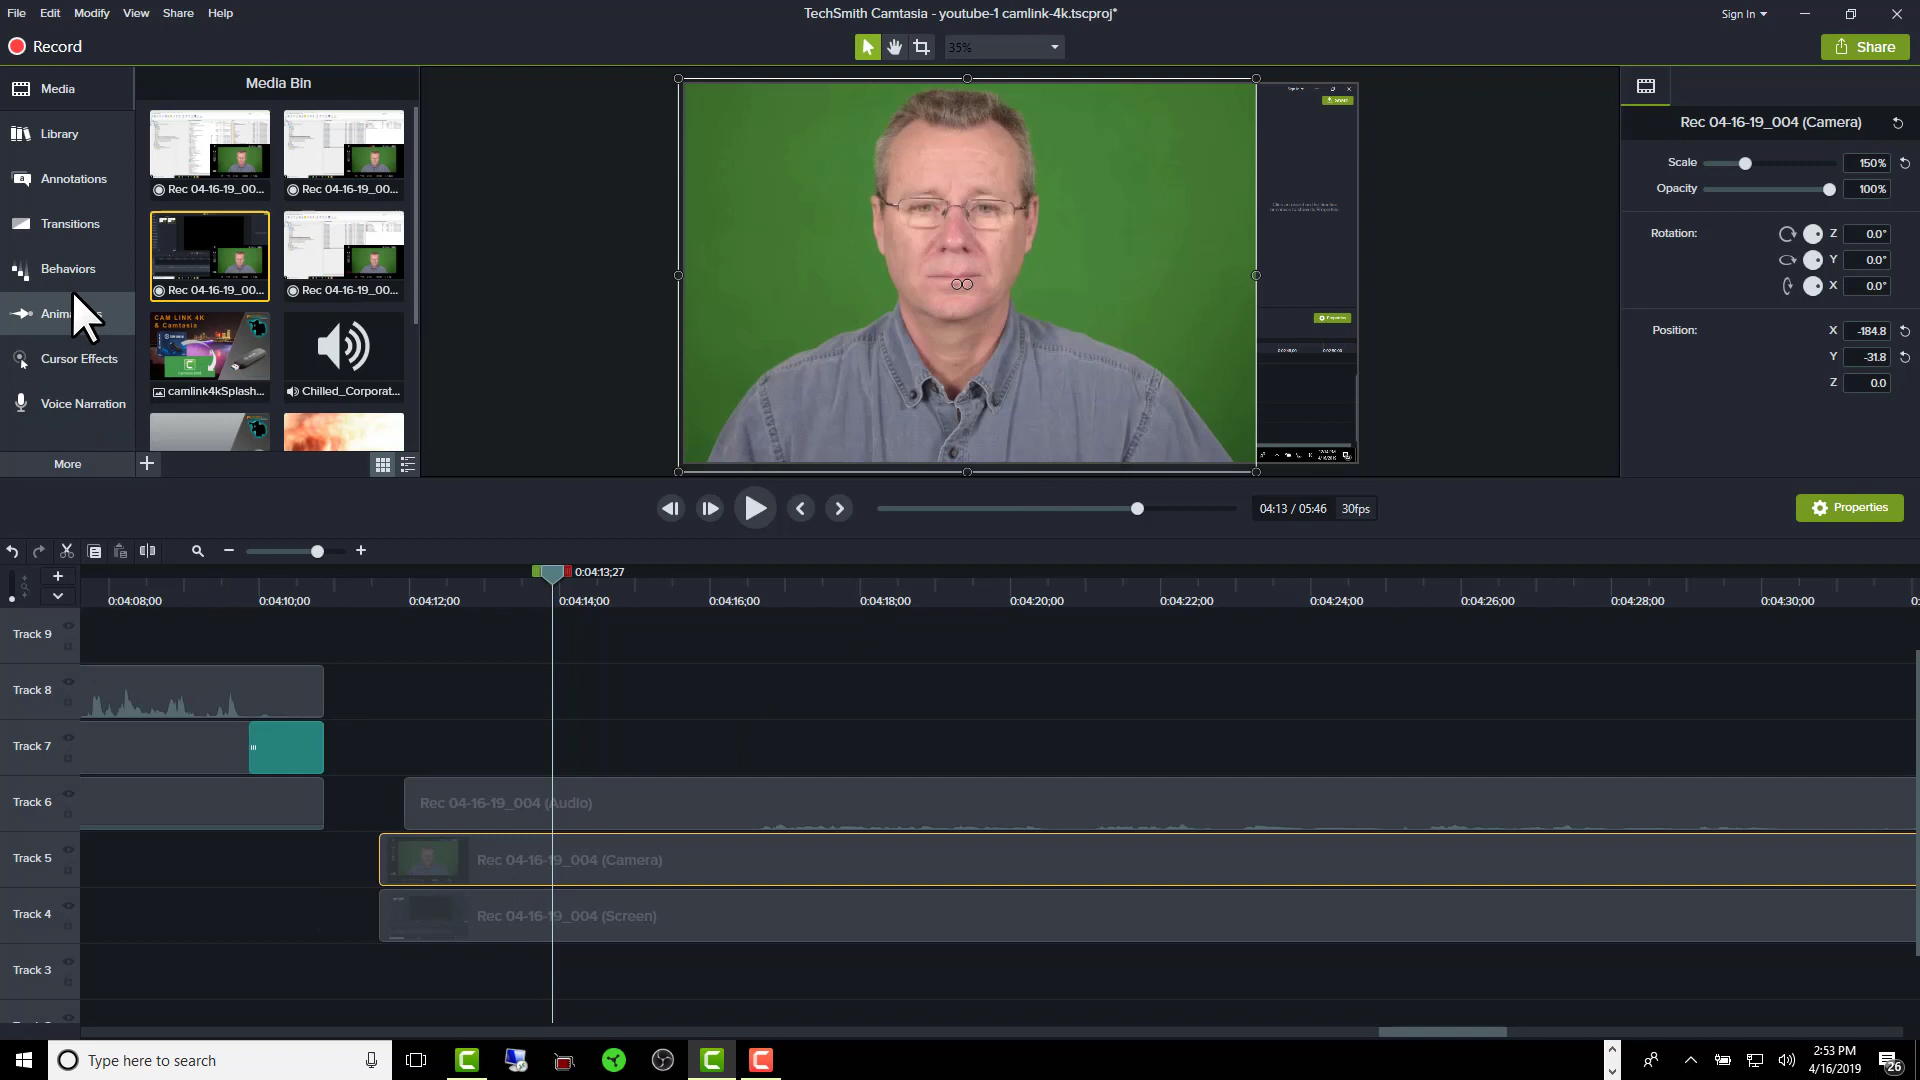 File Edit Modify View Share Help
TechSmith Camtasia - youtube-1 camlink-4k.tscproj*
Sign In
Record
35%
Share
Media
Library
Annotations
Transitions
Behaviors
Cursor Effects
Voice Narration
More
Media Bin
Rec 04-16-19_00...
Rec 04-16-19_00...
Rec 04-16-19_00...
Rec 04-16-19_00...
CAM LINK 4K
& Camtasia
camlink4kSplash...
Chilled_Corporat...
Rec 04-16-19_004 (Camera)
Scale 150%
Opacity 100%
Rotation: Z 0.0°
Y 0.0°
X 0.0°
Position: X -184.8
Y -31.8
Z 0.0
04:13 / 05:46 30fps
Properties
0:04:13;27
0:04:08;00 0:04:10;00 0:04:12;00 0:04:14;00 0:04:16;00 0:04:18;00 0:04:20;00 0:04:22;00 0:04:24;00 0:04:26;00 0:04:28;00 0:04:30;00
Track 9
Track 8
Track 7
Track 6
Rec 04-16-19_004 (Audio)
Track 5
Rec 04-16-19_004 (Camera)
Track 4
Rec 04-16-19_004 (Screen)
Track 3
Type here to search
2:53 PM
4/16/2019
26